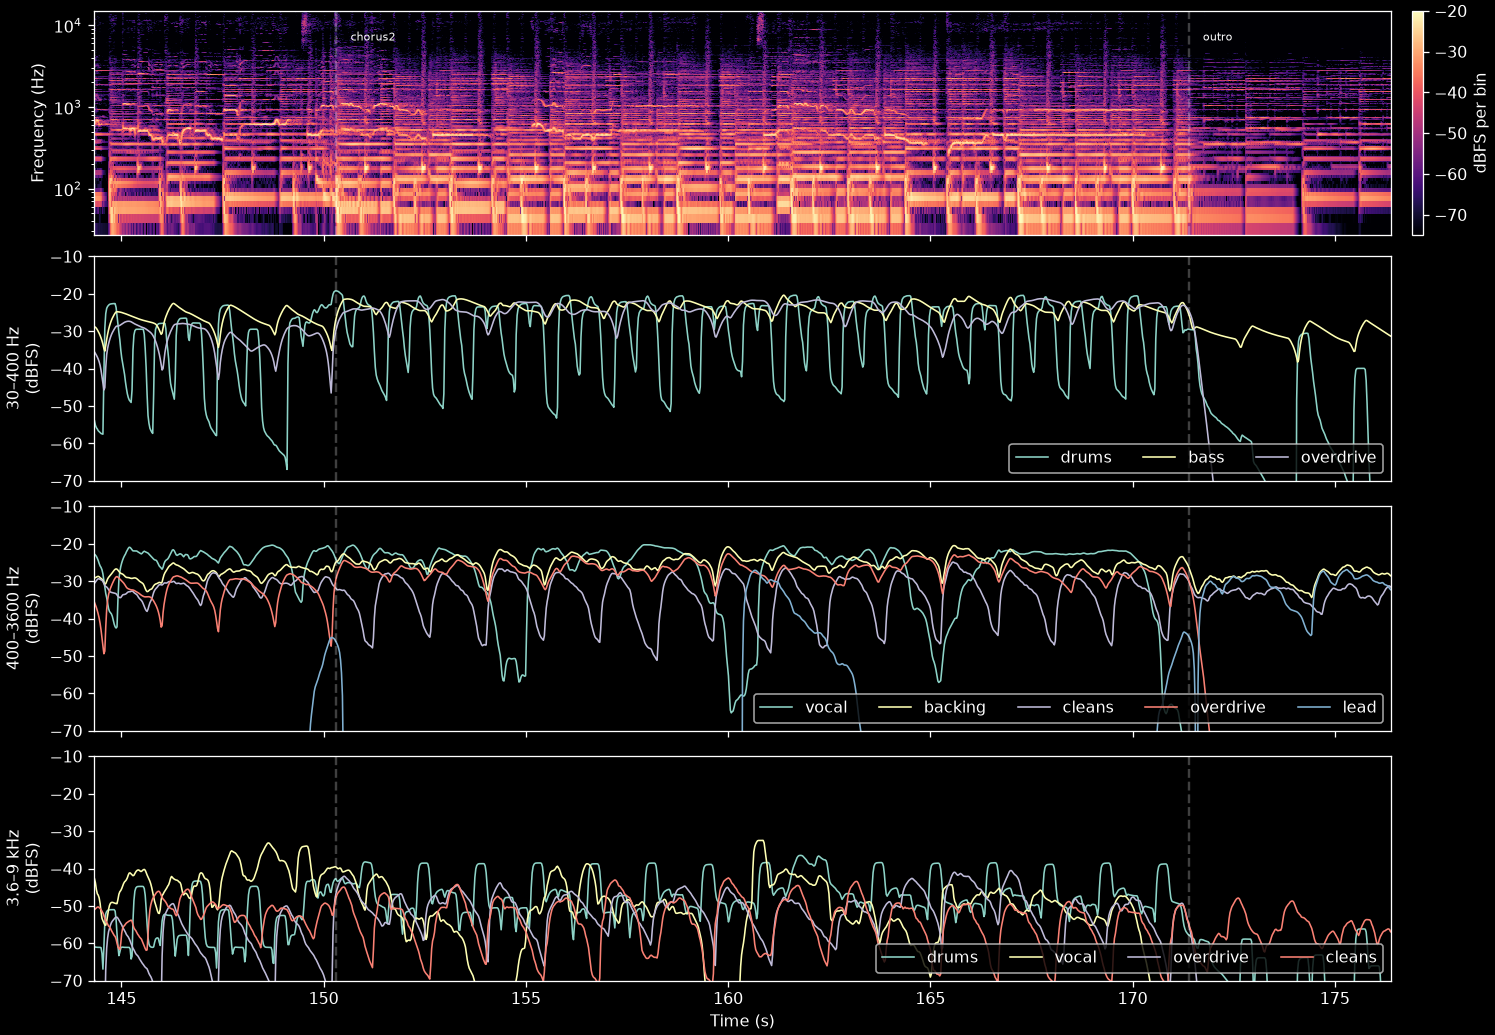 chorus2
outro
Frequency (Hz)
10⁴
10³
10²
−20
−30
−40
−50
−60
−70
dBFS per bin
30–400 Hz
(dBFS)
−10
−20
−30
−40
−50
−60
−70
drums bass overdrive
400–3600 Hz
(dBFS)
−10
−20
−30
−40
−50
−60
−70
vocal backing cleans overdrive lead
3.6–9 kHz
(dBFS)
−10
−20
−30
−40
−50
−60
−70
drums vocal overdrive cleans
145 150 155 160 165 170 175
Time (s)